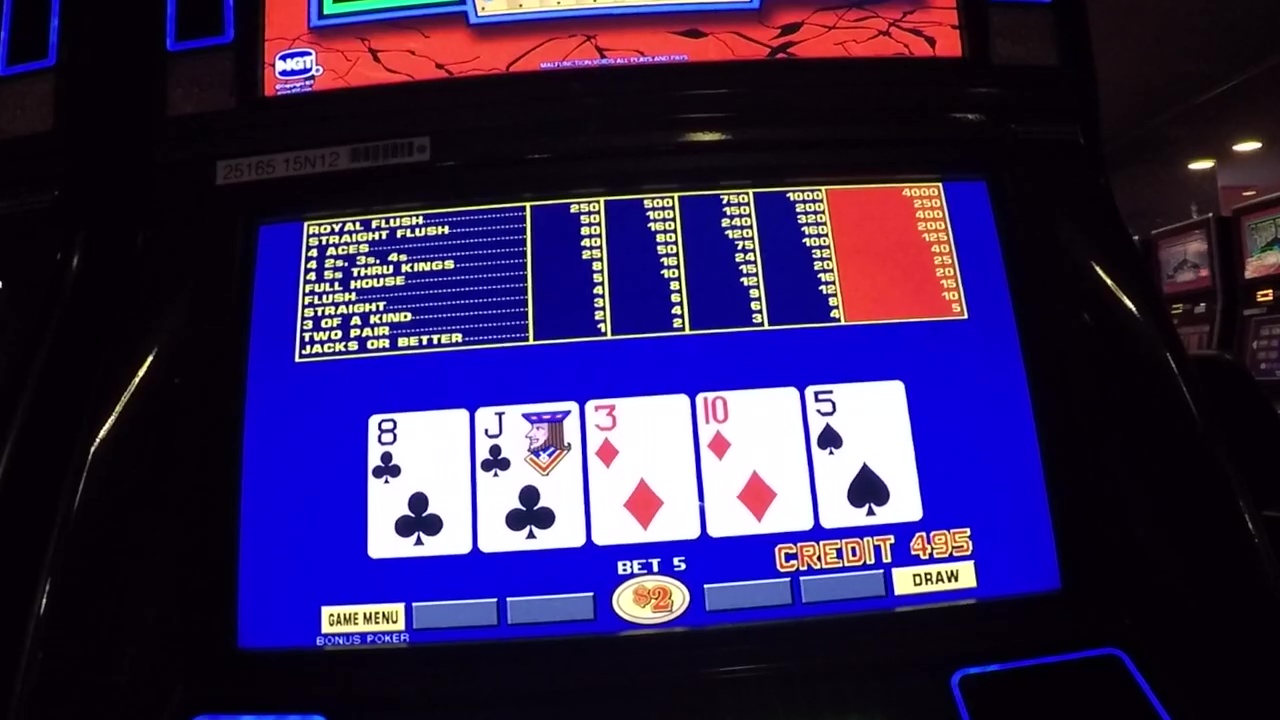 IGT
MALFUNCTION VOIDS ALL PLAYS AND PAYS
25165 15N12
ROYAL FLUSH 250 500 750 1000 4000
STRAIGHT FLUSH 50 100 150 200 250
4 ACES 80 160 240 320 400
4 2s, 3s, 4s 40 80 120 160 200
4 5s THRU KINGS 25 50 75 100 125
FULL HOUSE 8 16 24 32 40
FLUSH 5 10 15 20 25
STRAIGHT 4 8 12 16 20
3 OF A KIND 3 6 9 12 15
TWO PAIR 2 4 6 8 10
JACKS OR BETTER 1 2 3 4 5
8 J 3 10 5
BET 5
CREDIT 495
GAME MENU $2 DRAW
BONUS POKER